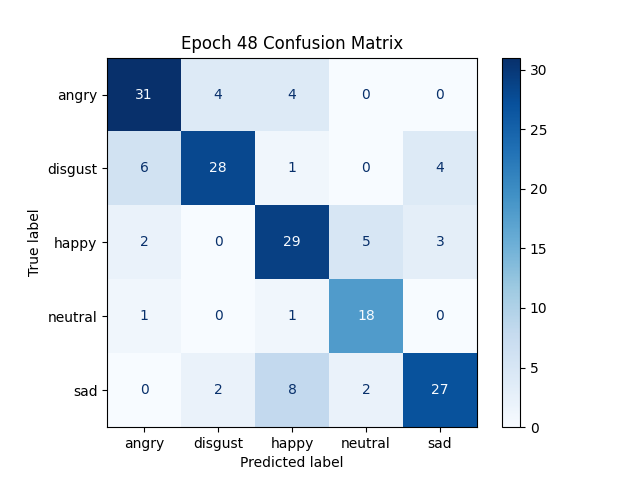 Epoch 48 Confusion Matrix
True label
angry 31 4 4 0 0
disgust 6 28 1 0 4
happy 2 0 29 5 3
neutral 1 0 1 18 0
sad 0 2 8 2 27
angry disgust happy neutral sad
Predicted label
30
25
20
15
10
5
0